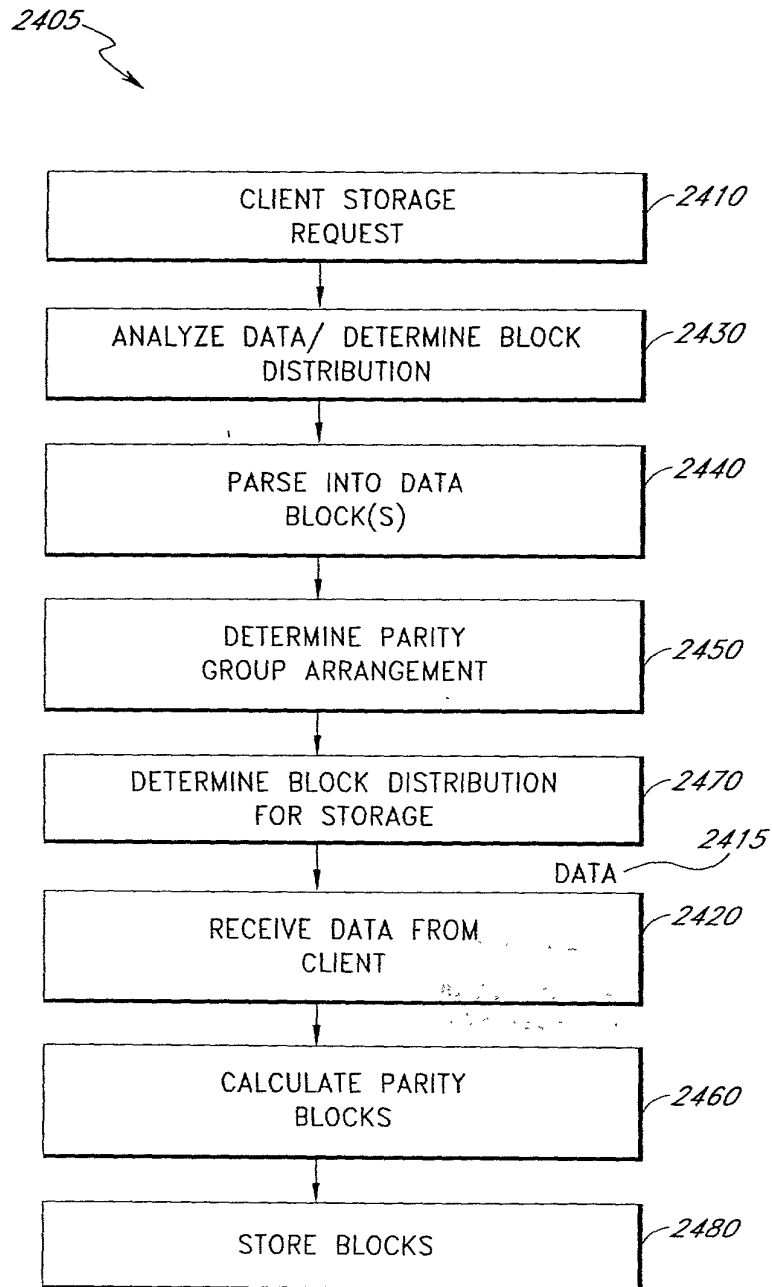 2405
CLIENT STORAGE
REQUEST
2410
ANALYZE DATA/ DETERMINE BLOCK
DISTRIBUTION
2430
PARSE INTO DATA
BLOCK(S)
2440
DETERMINE PARITY
GROUP ARRANGEMENT
2450
DETERMINE BLOCK DISTRIBUTION
FOR STORAGE
2470
DATA
2415
RECEIVE DATA FROM
CLIENT
2420
CALCULATE PARITY
BLOCKS
2460
STORE BLOCKS
2480